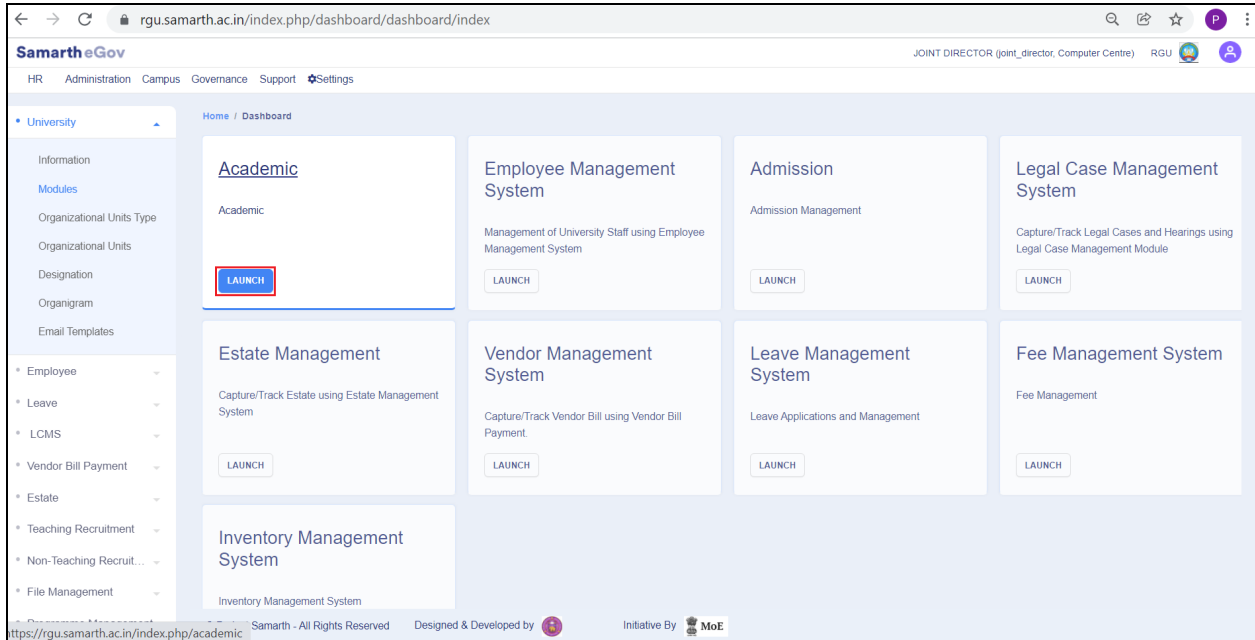 rgu.samarth.ac.in/index.php/dashboard/dashboard/index
P
Samarth eGov
JOINT DIRECTOR (joint_director, Computer Centre) RGU
HR Administration Campus Governance Support Settings
University
Information
Modules
Organizational Units Type
Organizational Units
Designation
Organigram
Email Templates
Employee
Leave
LCMS
Vendor Bill Payment
Estate
Teaching Recruitment
Non-Teaching Recruit...
File Management
Home / Dashboard
Academic
Academic
LAUNCH
Employee Management
System
Management of University Staff using Employee
Management System
LAUNCH
Admission
Admission Management
LAUNCH
Legal Case Management
System
Capture/Track Legal Cases and Hearings using
Legal Case Management Module
LAUNCH
Estate Management
Capture/Track Estate using Estate Management
System
LAUNCH
Vendor Management
System
Capture/Track Vendor Bill using Vendor Bill
Payment.
LAUNCH
Leave Management
System
Leave Applications and Management
LAUNCH
Fee Management System
Fee Management
LAUNCH
Inventory Management
System
Inventory Management System
Samarth - All Rights Reserved Designed & Developed by Initiative By MoE
https://rgu.samarth.ac.in/index.php/academic